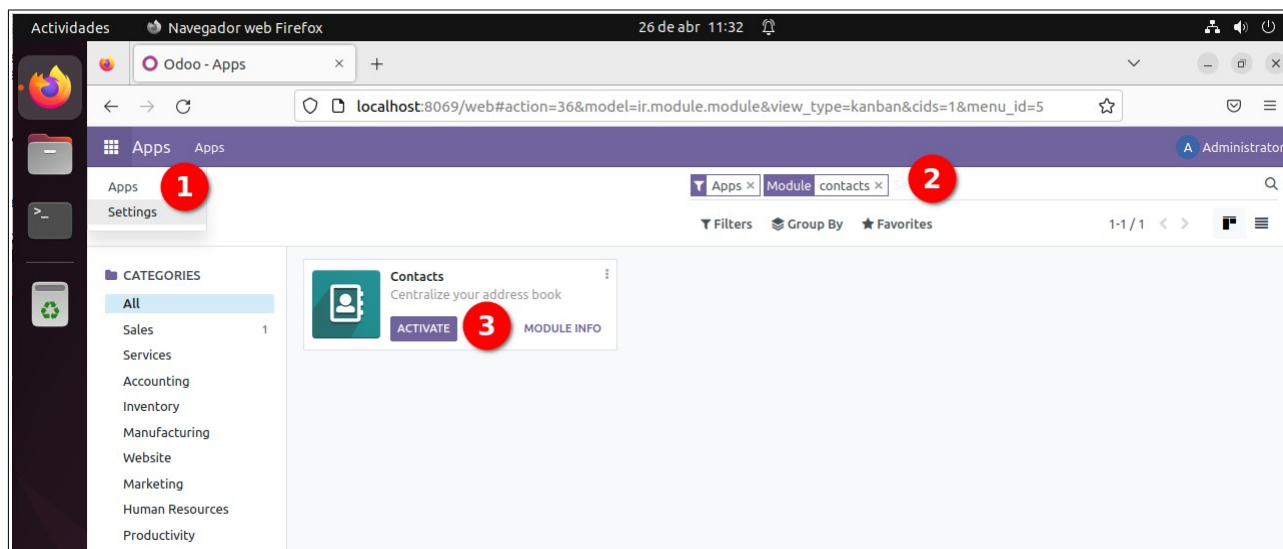 Actividades Navegador web Firefox 26 de abr 11:32
Odoo - Apps
localhost:8069/web#action=36&model=ir.module.module&view_type=kanban&cids=1&menu_id=5
Apps Apps A Administrator
Apps 1 Apps × Module contacts × 2
Settings Filters Group By Favorites 1-1 / 1
CATEGORIES
All
Sales 1
Services
Accounting
Inventory
Manufacturing
Website
Marketing
Human Resources
Productivity
Contacts
Centralize your address book
ACTIVATE 3 MODULE INFO